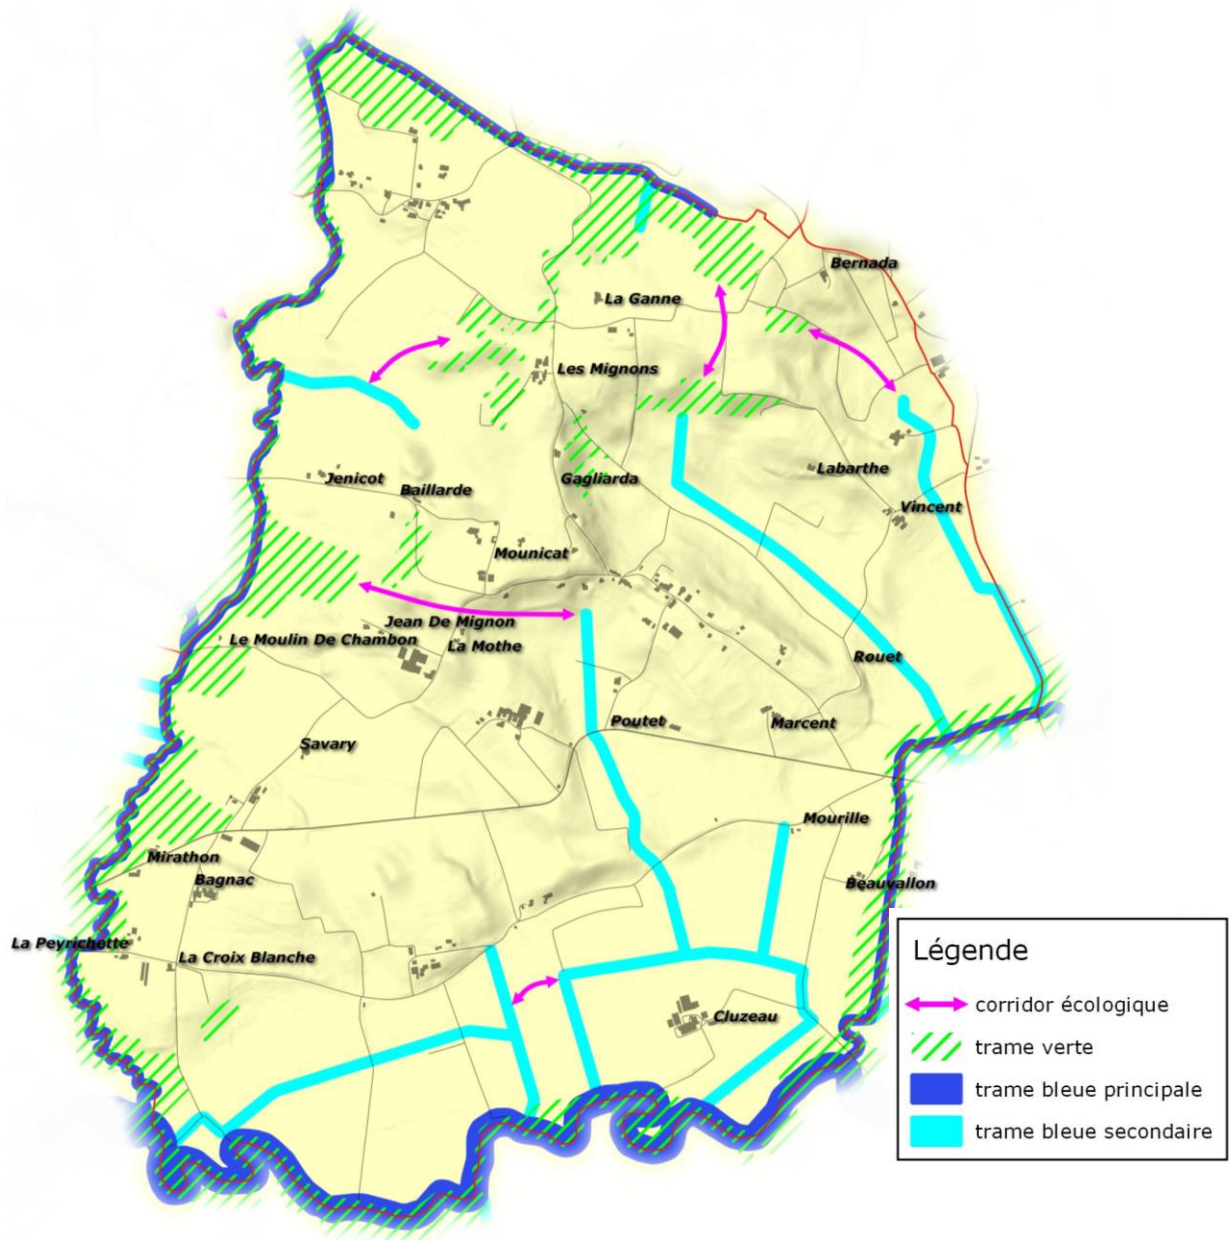 Bernada
La Ganne
Les Mignons
Labarthe
Jenicot
Gagliarda
Baillarde
Vincent
Mounicat
Jean De Mignon
Le Moulin De Chambon
La Mothe
Rouet
Poutet
Marcent
Savary
Mourille
Mirathon
Bagnac
Beauvallon
La Peyrichette
La Croix Blanche
Cluzeau
Légende
corridor écologique
trame verte
trame bleue principale
trame bleue secondaire